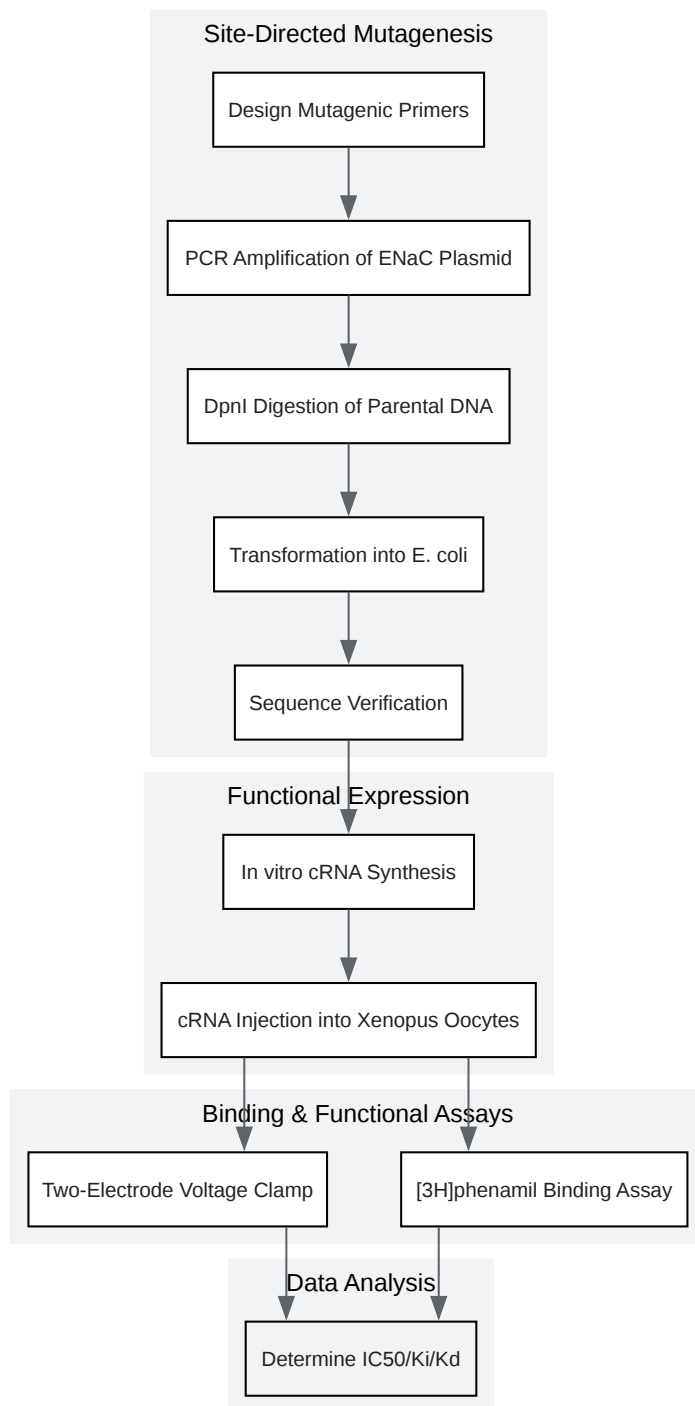 Site-Directed Mutagenesis
Design Mutagenic Primers
PCR Amplification of ENaC Plasmid
DpnI Digestion of Parental DNA
Transformation into E. coli
Sequence Verification
Functional Expression
In vitro cRNA Synthesis
cRNA Injection into Xenopus Oocytes
Binding & Functional Assays
Two-Electrode Voltage Clamp
[3H]phenamil Binding Assay
Data Analysis
Determine IC50/Ki/Kd